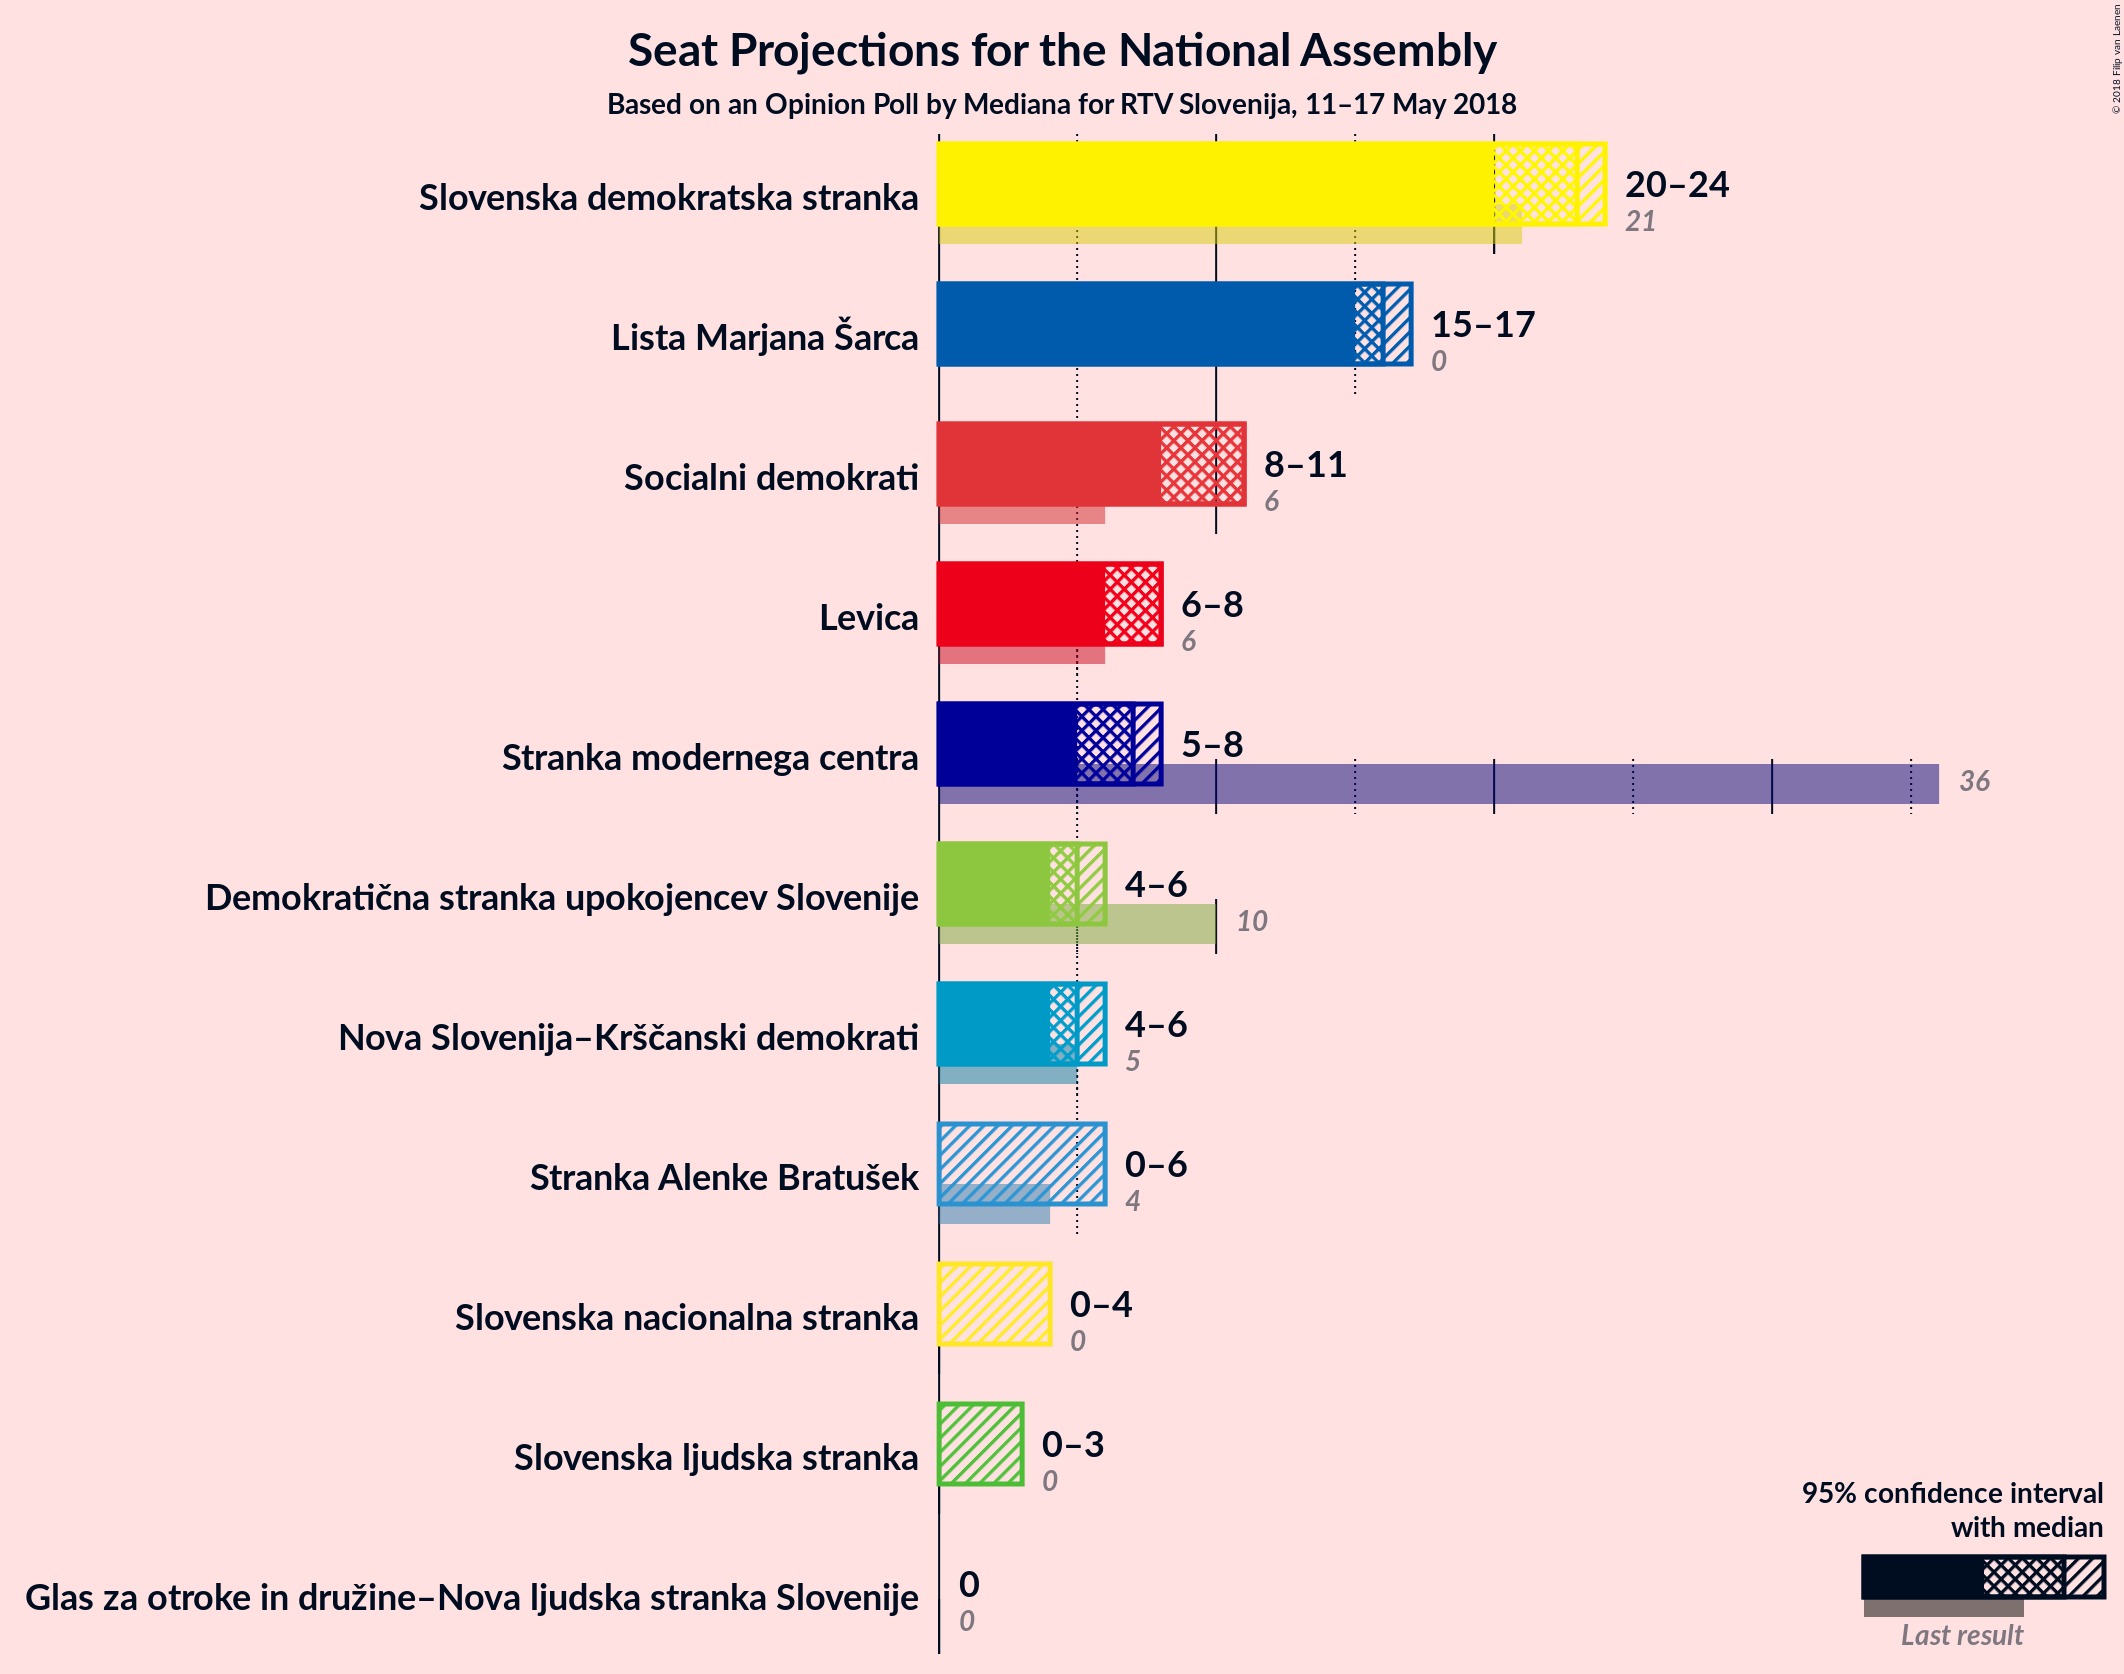 Seat Projections for the National Assembly
Based on an Opinion Poll by Mediana for RTV Slovenija, 11–17 May 2018
© 2018 Filip van Laenen
Slovenska demokratska stranka
20–24
21
Lista Marjana Šarca
15–17
0
Socialni demokrati
8–11
6
Levica
6–8
6
Stranka modernega centra
5–8
36
Demokratična stranka upokojencev Slovenije
4–6
10
Nova Slovenija–Krščanski demokrati
4–6
5
Stranka Alenke Bratušek
0–6
4
Slovenska nacionalna stranka
0–4
0
Slovenska ljudska stranka
0–3
0
Glas za otroke in družine–Nova ljudska stranka Slovenije
0
0
95% confidence interval
with median
Last result